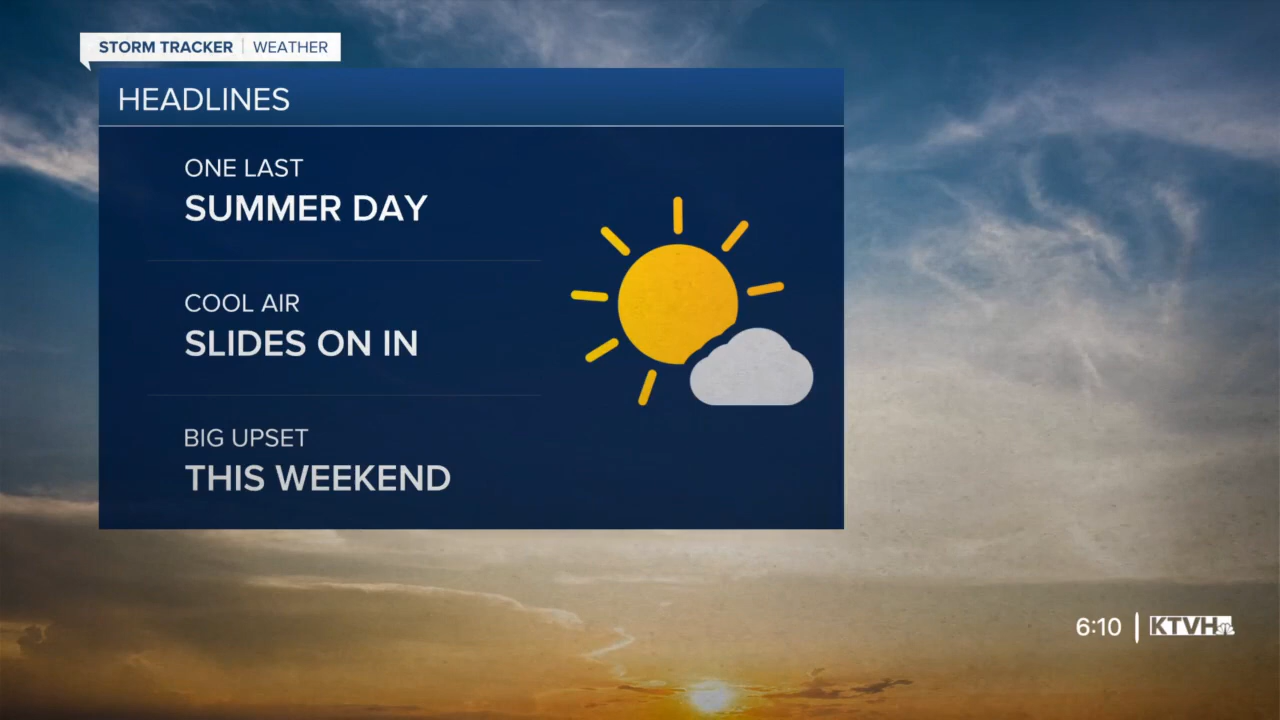 STORM TRACKER | WEATHER
HEADLINES
ONE LAST
SUMMER DAY
COOL AIR
SLIDES ON IN
BIG UPSET
THIS WEEKEND
6:10 | KTVH